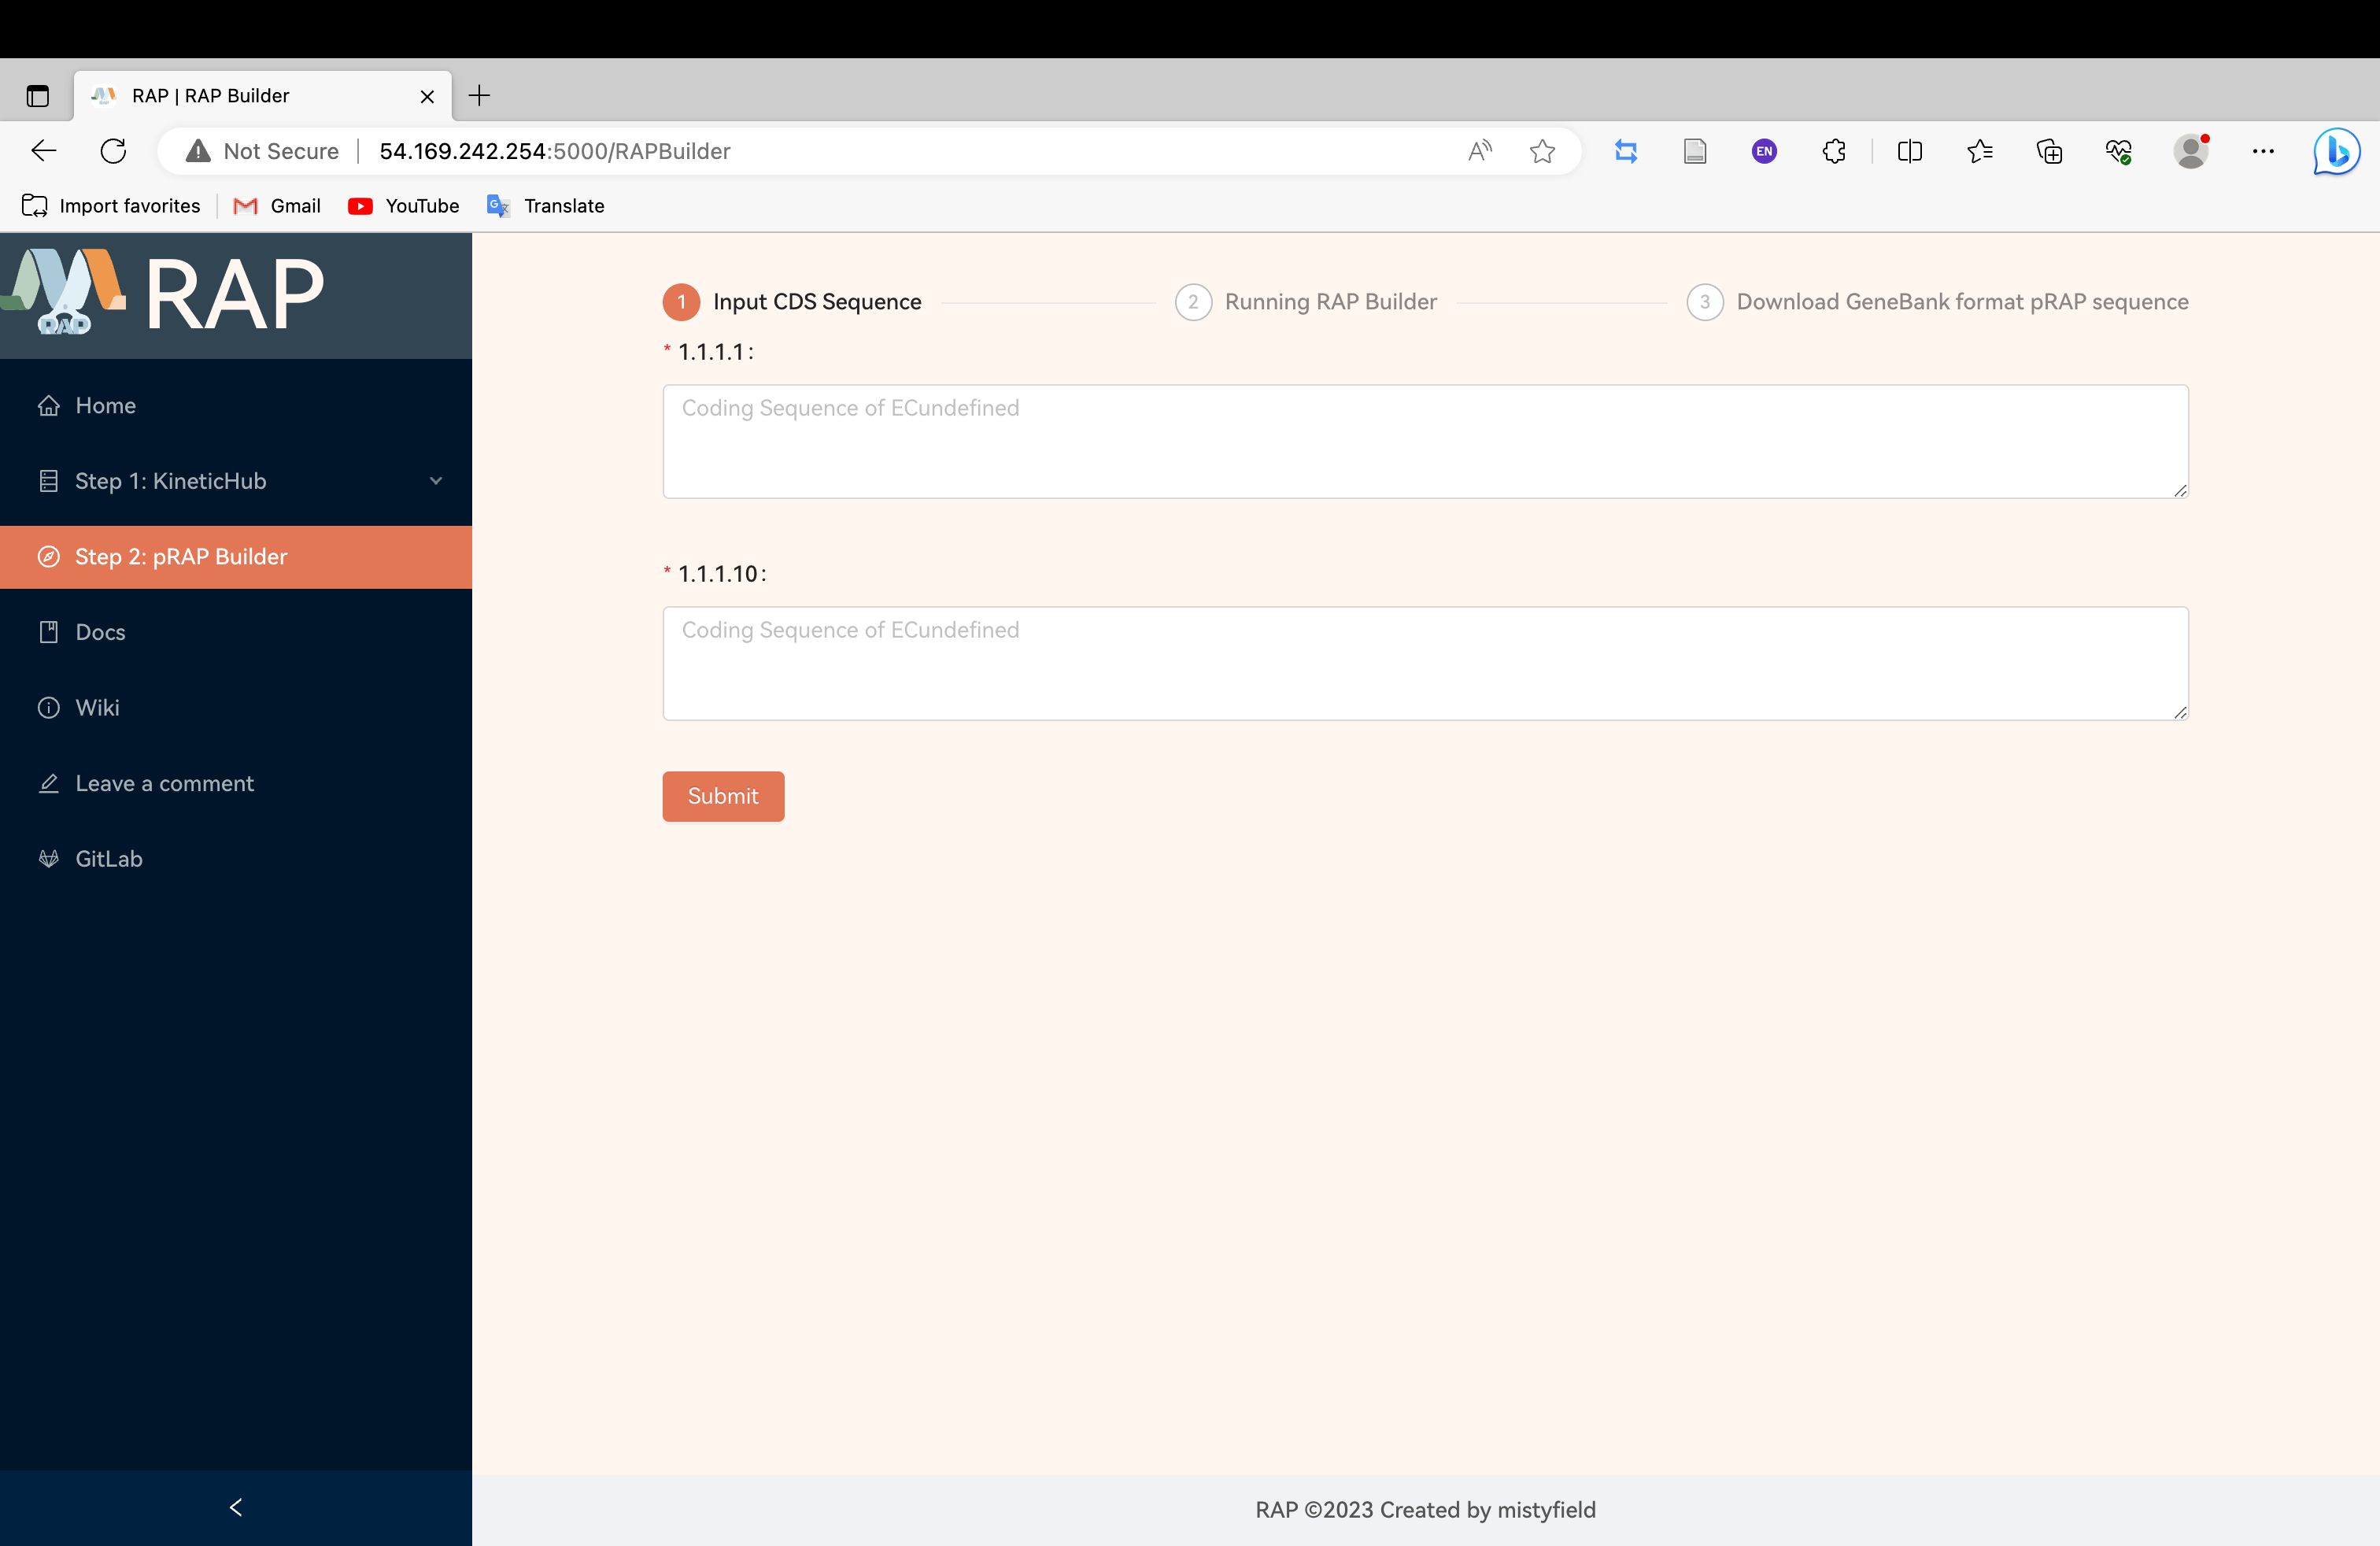 RAP | RAP Builder
Not Secure 54.169.242.254:5000/RAPBuilder
EN
Import favorites Gmail YouTube Translate
RAP
RAP
Home
Step 1: KineticHub
Step 2: pRAP Builder
Docs
Wiki
Leave a comment
GitLab
1 Input CDS Sequence
2 Running RAP Builder
3 Download GeneBank format pRAP sequence
* 1.1.1.1:
Coding Sequence of ECundefined
* 1.1.1.10:
Coding Sequence of ECundefined
Submit
RAP ©2023 Created by mistyfield